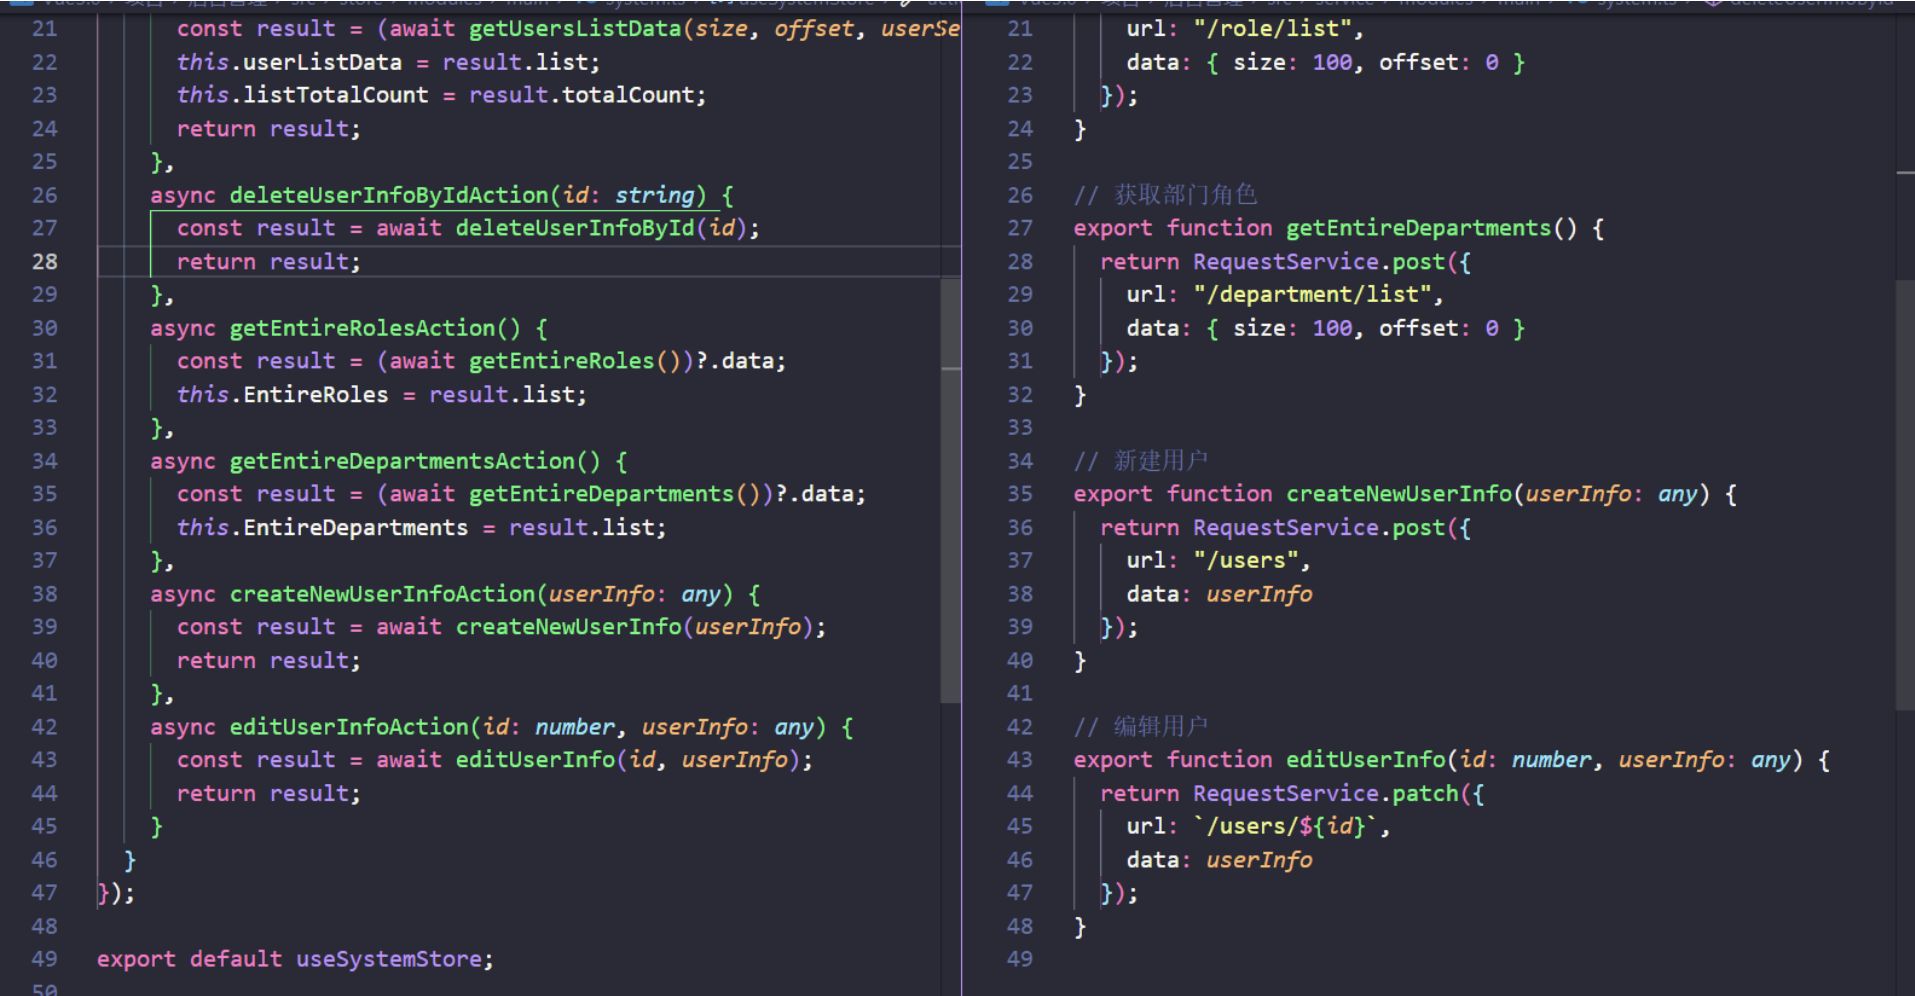 21 const result = (await getUsersListData(size, offset, userSe
22 this.userListData = result.list;
23 this.listTotalCount = result.totalCount;
24 return result;
25 },
26 async deleteUserInfoByIdAction(id: string) {
27 const result = await deleteUserInfoById(id);
28 return result;
29 },
30 async getEntireRolesAction() {
31 const result = (await getEntireRoles())?.data;
32 this.EntireRoles = result.list;
33 },
34 async getEntireDepartmentsAction() {
35 const result = (await getEntireDepartments())?.data;
36 this.EntireDepartments = result.list;
37 },
38 async createNewUserInfoAction(userInfo: any) {
39 const result = await createNewUserInfo(userInfo);
40 return result;
41 },
42 async editUserInfoAction(id: number, userInfo: any) {
43 const result = await editUserInfo(id, userInfo);
44 return result;
45 }
46 }
47 });
48
49 export default useSystemStore;
50
21 url: "/role/list",
22 data: { size: 100, offset: 0 }
23 });
24 }
25
26 // 获取部门角色
27 export function getEntireDepartments() {
28 return RequestService.post({
29 url: "/department/list",
30 data: { size: 100, offset: 0 }
31 });
32 }
33
34 // 新建用户
35 export function createNewUserInfo(userInfo: any) {
36 return RequestService.post({
37 url: "/users",
38 data: userInfo
39 });
40 }
41
42 // 编辑用户
43 export function editUserInfo(id: number, userInfo: any) {
44 return RequestService.patch({
45 url: `/users/${id}`,
46 data: userInfo
47 });
48 }
49